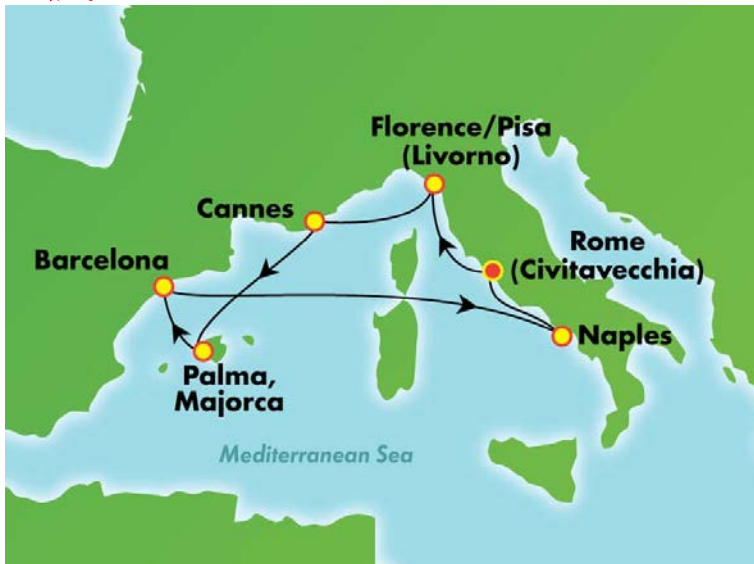 Florence/Pisa
(Livorno)
Cannes
Rome
(Civitavecchia)
Barcelona
Naples
Palma,
Majorca
Mediterranean Sea